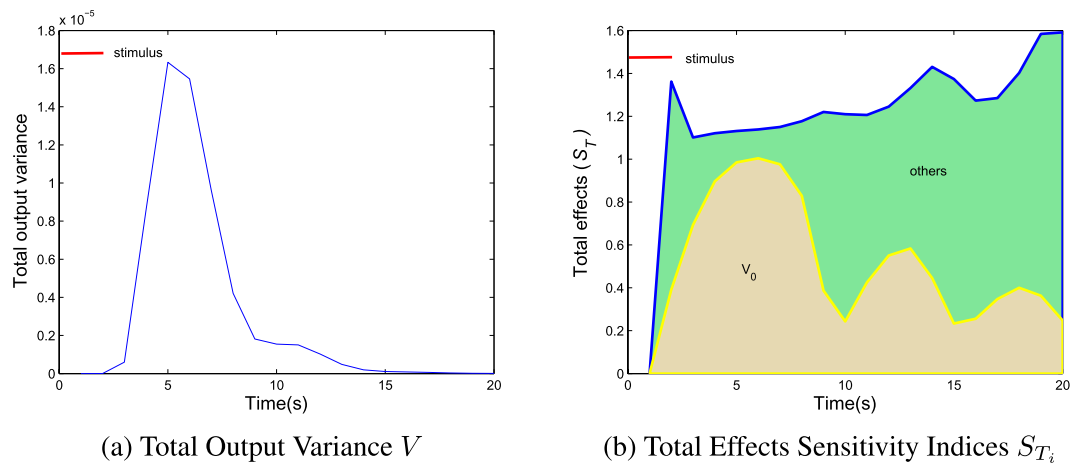 x 10⁻⁵
1.8
1.6
1.4
1.2
1
0.8
0.6
0.4
0.2
0
0 5 10 15 20
Total output variance
Time(s)
stimulus
(a) Total Output Variance V
1.6
1.4
1.2
1
0.8
0.6
0.4
0.2
0
0 5 10 15 20
Total effects ( S_T )
Time(s)
stimulus
others
V₀
(b) Total Effects Sensitivity Indices S_{T_i}